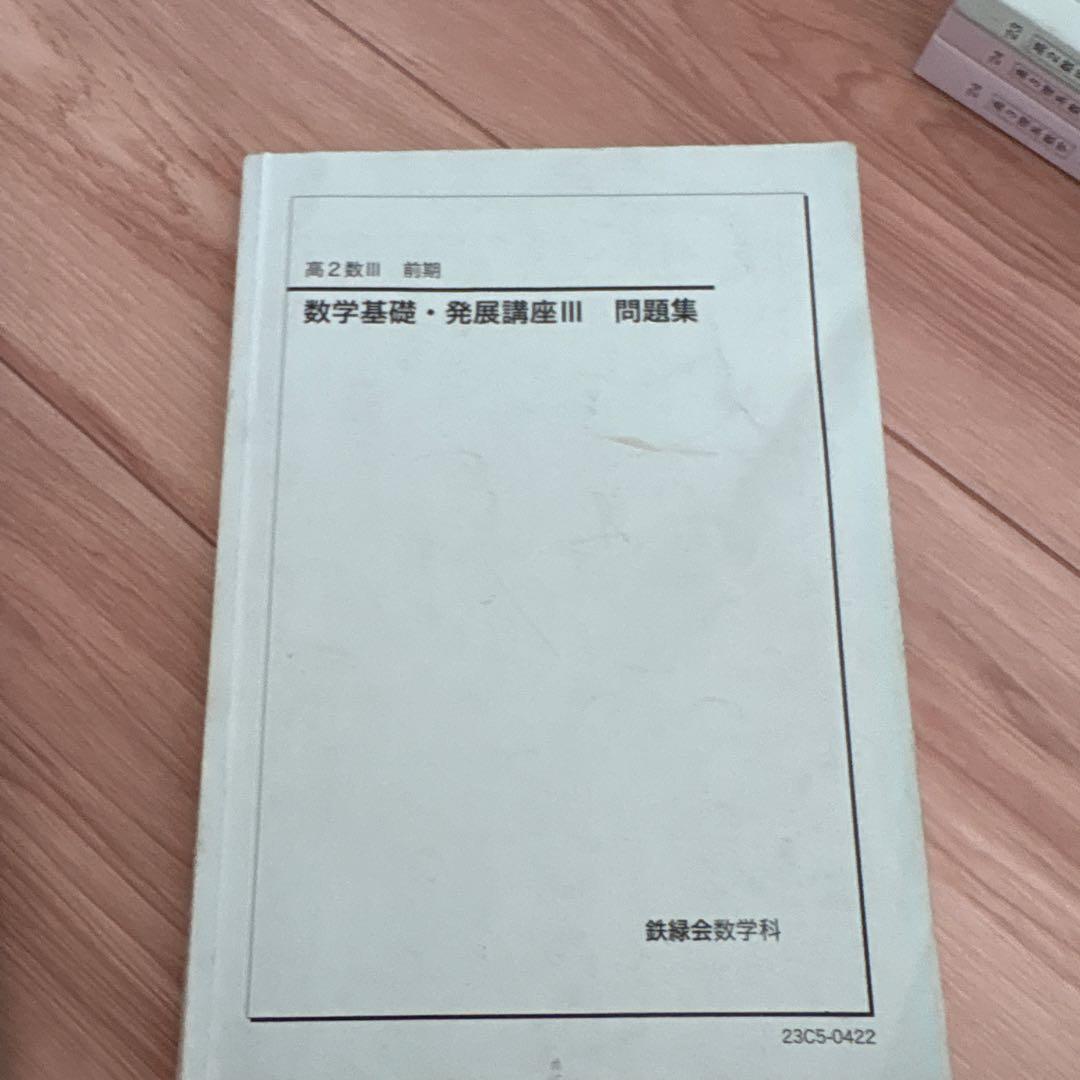 高2数Ⅲ　前期
数学基礎・発展講座Ⅲ　問題集
鉄緑会数学科
23C5-0422